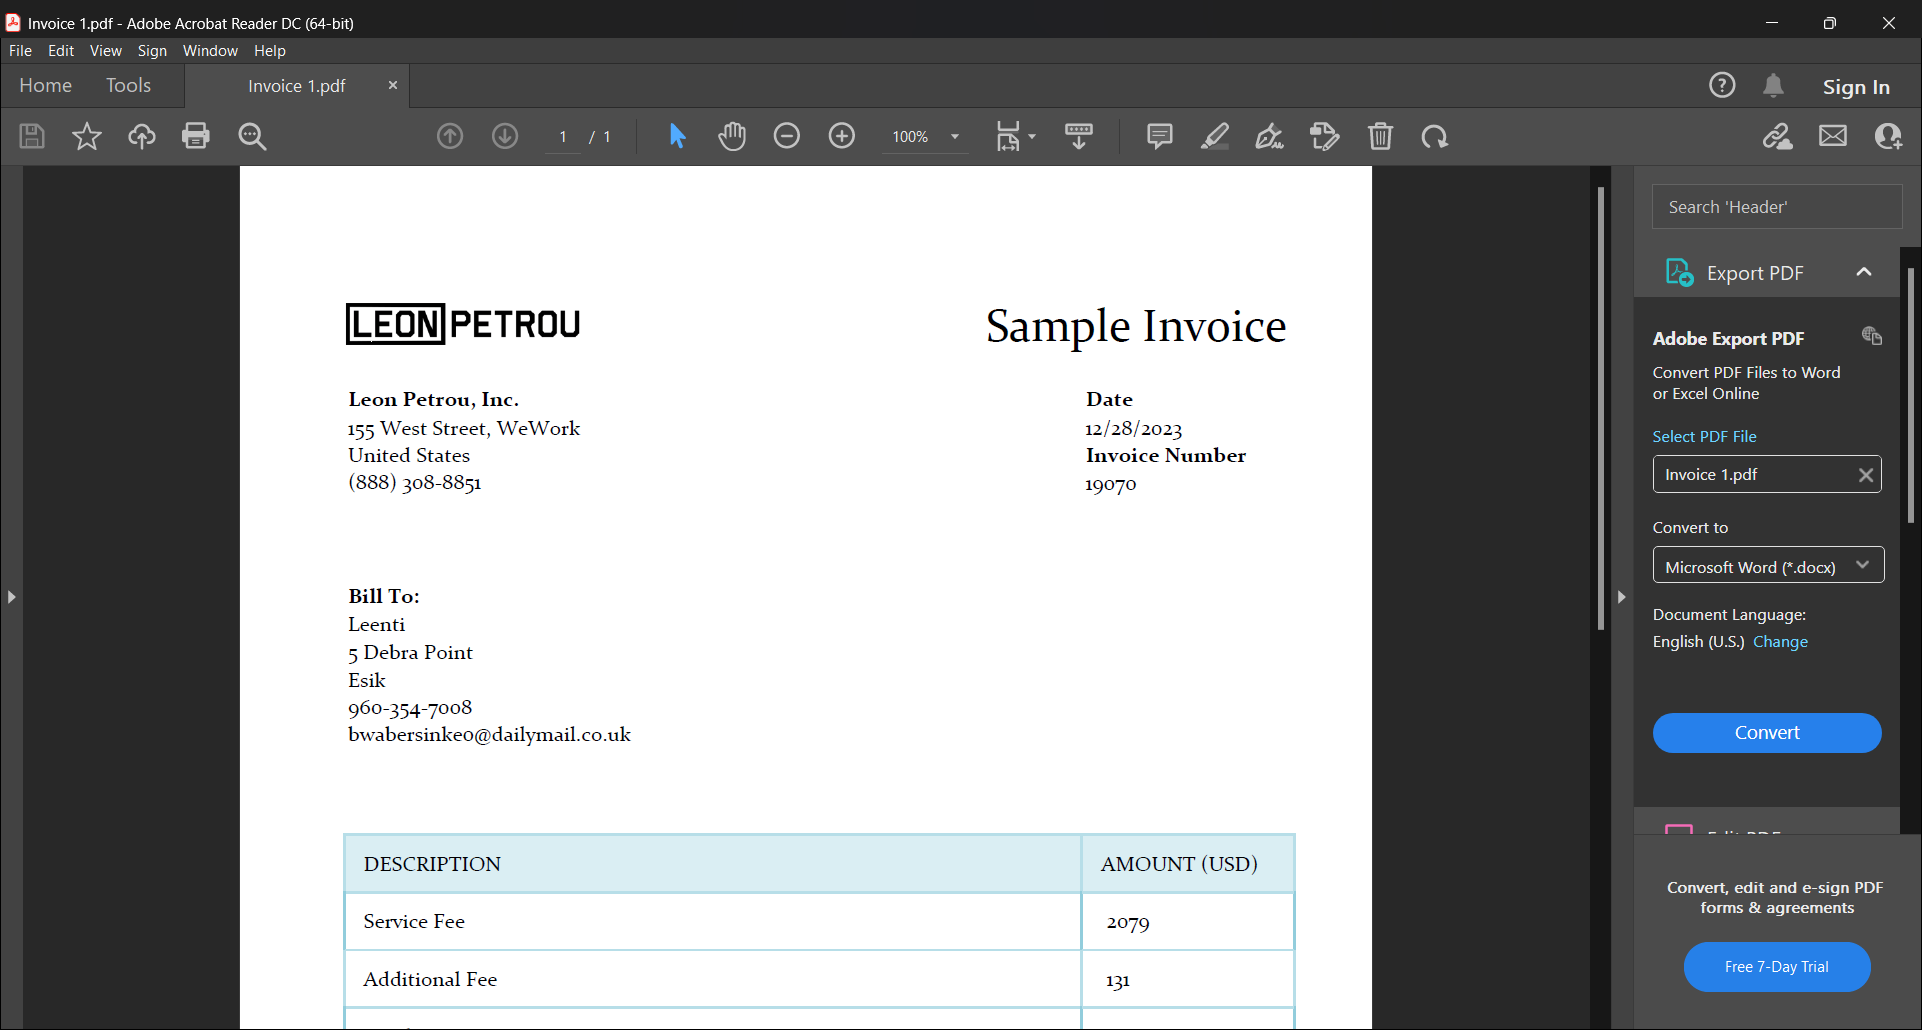 Invoice 1.pdf - Adobe Acrobat Reader DC (64-bit)
File Edit View Sign Window Help
Home Tools Invoice 1.pdf Sign In
1 / 1 100%
LEON PETROU
Sample Invoice
Leon Petrou, Inc.
155 West Street, WeWork
United States
(888) 308-8851
Date
12/28/2023
Invoice Number
19070
Bill To:
Leenti
5 Debra Point
Esik
960-354-7008
bwabersinke0@dailymail.co.uk
DESCRIPTION AMOUNT (USD)
Service Fee 2079
Additional Fee 131
Search 'Header'
Export PDF
Adobe Export PDF
Convert PDF Files to Word
or Excel Online
Select PDF File
Invoice 1.pdf
Convert to
Microsoft Word (*.docx)
Document Language:
English (U.S.) Change
Convert
Convert, edit and e-sign PDF
forms & agreements
Free 7-Day Trial